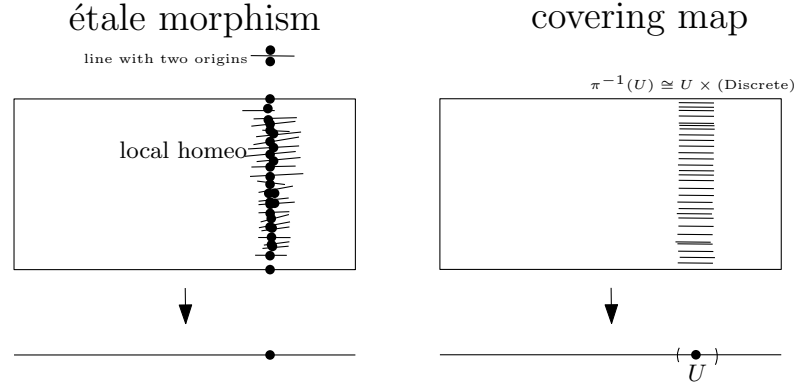 étale morphism
line with two origins
local homeo
covering map
π⁻¹(U) ≅ U × (Discrete)
( )
U